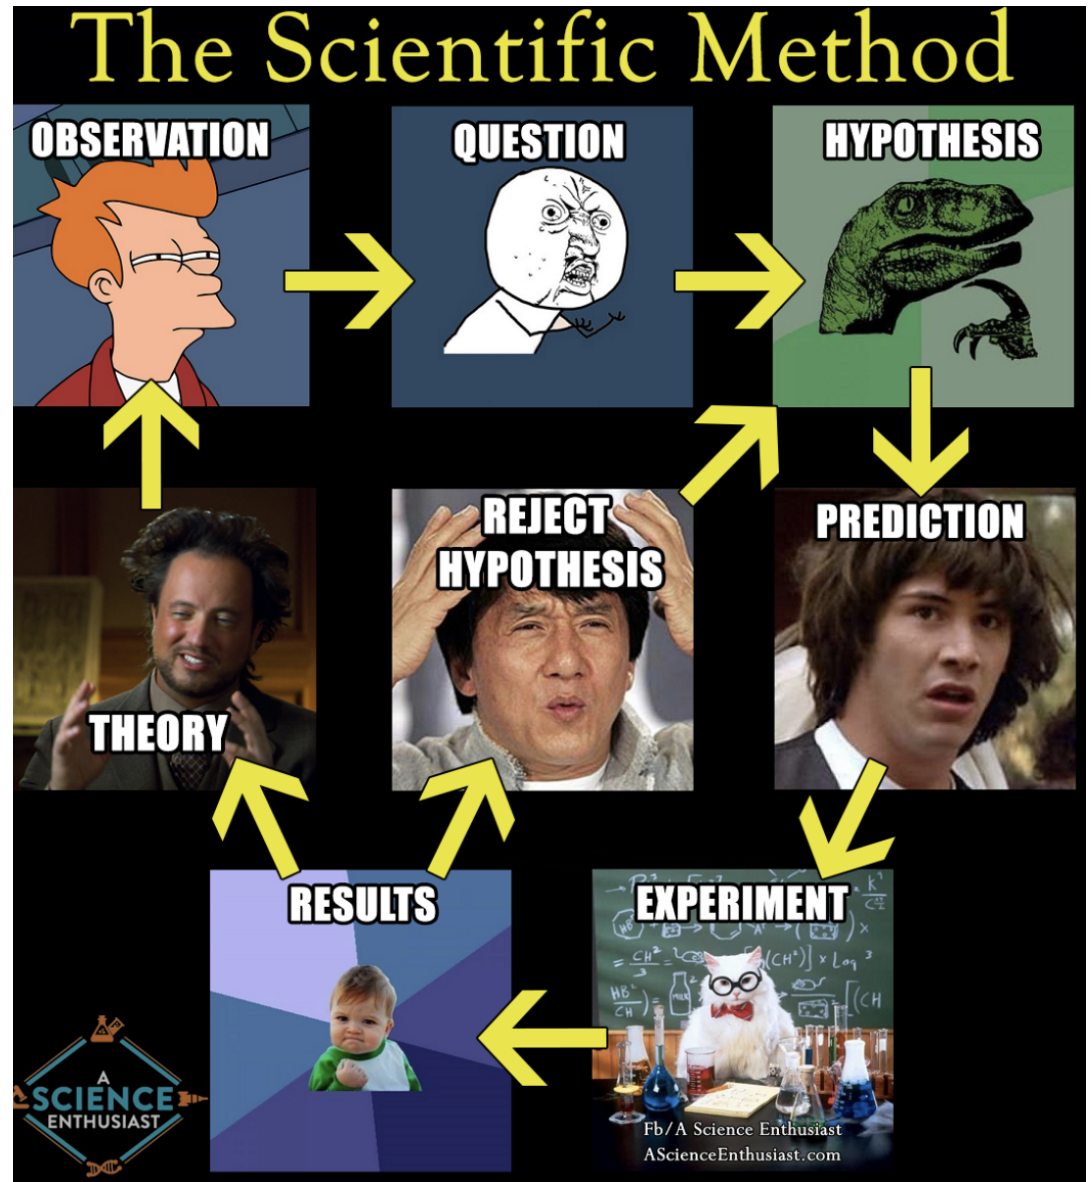 The Scientific Method
OBSERVATION
QUESTION
HYPOTHESIS
THEORY
REJECT
HYPOTHESIS
PREDICTION
RESULTS
EXPERIMENT
A
SCIENCE
ENTHUSIAST
Fb/A Science Enthusiast
AScienceEnthusiast.com